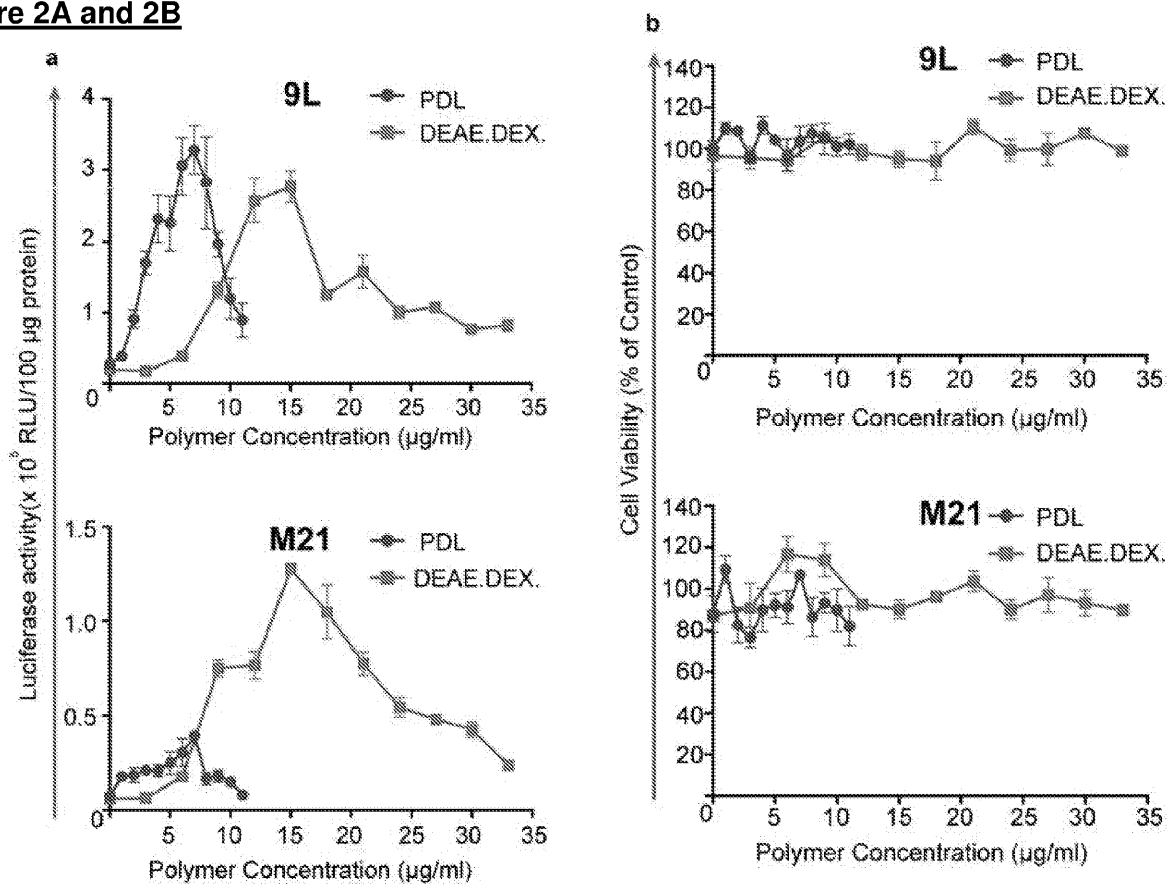 re 2A and 2B
a
Luciferase activity(x 10⁶ RLU/100 µg protein)
9L
PDL
DEAE.DEX.
4
3
2
1
0
5 10 15 20 25 30 35
Polymer Concentration (µg/ml)
M21
PDL
DEAE.DEX.
1.5
1.0
0.5
0
5 10 15 20 25 30 35
Polymer Concentration (µg/ml)
b
Cell Viability (% of Control)
9L
PDL
DEAE.DEX.
140
120
100
80
60
40
20
0 5 10 15 20 25 30 35
Polymer Concentration (µg/ml)
M21
PDL
DEAE.DEX.
140
120
100
80
60
40
20
0 5 10 15 20 25 30 35
Polymer Concentration (µg/ml)